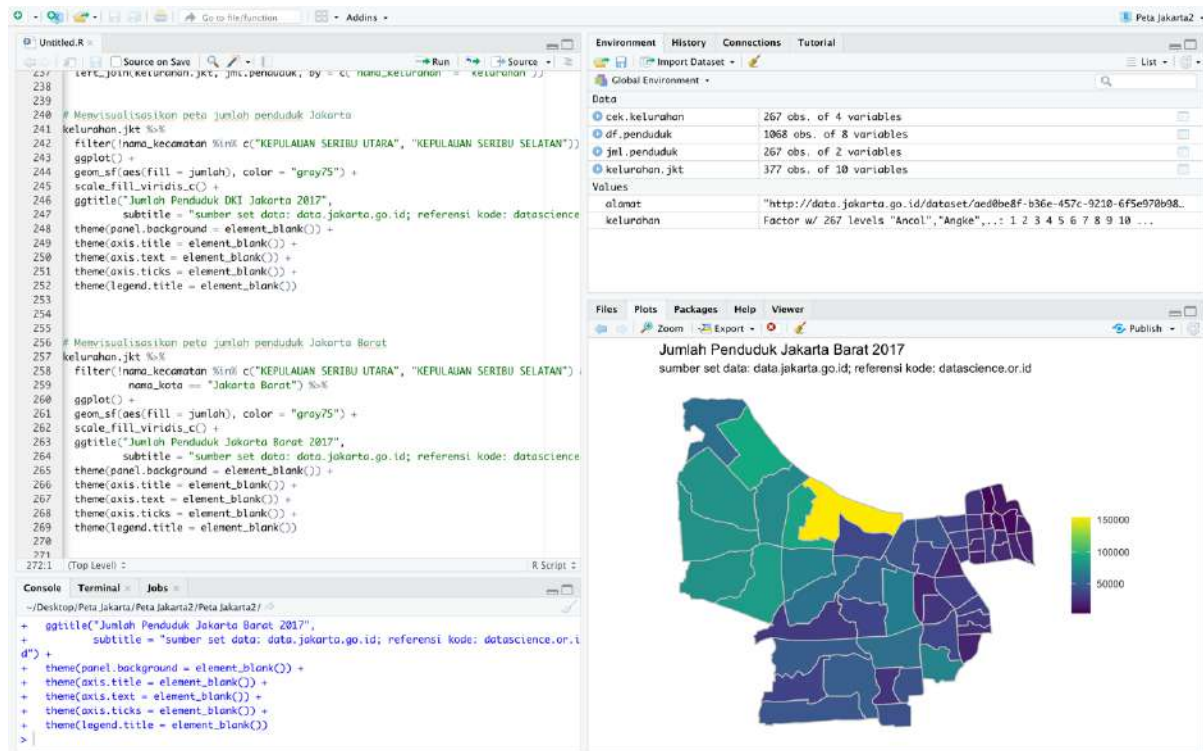 Go to file/function
Addins
Peta Jakarta2
Untitled.R
Source on Save
Run
Source
237 left_join(kelurahan.jkt, jml.penduduk, by = c("nama_kelurahan" = "kelurahan"))
238
239
240 # Memvisualisasikan peta jumlah penduduk Jakarta
241 kelurahan.jkt %>%
242 filter(!nama_kecamatan %in% c("KEPULAUAN SERIBU UTARA", "KEPULAUAN SERIBU SELATAN"))
243 ggplot() +
244 geom_sf(aes(fill = jumlah), color = "gray75") +
245 scale_fill_viridis_c() +
246 ggtitle("Jumlah Penduduk DKI Jakarta 2017",
247 subtitle = "sumber set data: data.jakarta.go.id; referensi kode: datascience
248 theme(panel.background = element_blank()) +
249 theme(axis.title = element_blank()) +
250 theme(axis.text = element_blank()) +
251 theme(axis.ticks = element_blank()) +
252 theme(legend.title = element_blank())
253
254
255
256 # Memvisualisasikan peta jumlah penduduk Jakarta Barat
257 kelurahan.jkt %>%
258 filter(!nama_kecamatan %in% c("KEPULAUAN SERIBU UTARA", "KEPULAUAN SERIBU SELATAN")
259 nama_kota == "Jakarta Barat") %>%
260 ggplot() +
261 geom_sf(aes(fill = jumlah), color = "gray75") +
262 scale_fill_viridis_c() +
263 ggtitle("Jumlah Penduduk Jakarta Barat 2017",
264 subtitle = "sumber set data: data.jakarta.go.id; referensi kode: datascience
265 theme(panel.background = element_blank()) +
266 theme(axis.title = element_blank()) +
267 theme(axis.text = element_blank()) +
268 theme(axis.ticks = element_blank()) +
269 theme(legend.title = element_blank())
270
271
272:1 (Top Level) R Script
Console Terminal Jobs
~/Desktop/Peta Jakarta/Peta Jakarta2/Peta Jakarta2/
+ ggtitle("Jumlah Penduduk Jakarta Barat 2017",
+ subtitle = "sumber set data: data.jakarta.go.id; referensi kode: datascience.or.i
d") +
+ theme(panel.background = element_blank()) +
+ theme(axis.title = element_blank()) +
+ theme(axis.text = element_blank()) +
+ theme(axis.ticks = element_blank()) +
+ theme(legend.title = element_blank())
>
Environment History Connections Tutorial
Import Dataset
List
Global Environment
Data
cek.kelurahan 267 obs. of 4 variables
df.penduduk 1068 obs. of 8 variables
jml.penduduk 267 obs. of 2 variables
kelurahan.jkt 377 obs. of 10 variables
Values
alamat "http://data.jakarta.go.id/dataset/aed0be8f-b36e-457c-9210-6f5e970b98…
kelurahan Factor w/ 267 levels "Ancol","Angke",..: 1 2 3 4 5 6 7 8 9 10 ...
Files Plots Packages Help Viewer
Zoom Export Publish
Jumlah Penduduk Jakarta Barat 2017
sumber set data: data.jakarta.go.id; referensi kode: datascience.or.id
150000
100000
50000